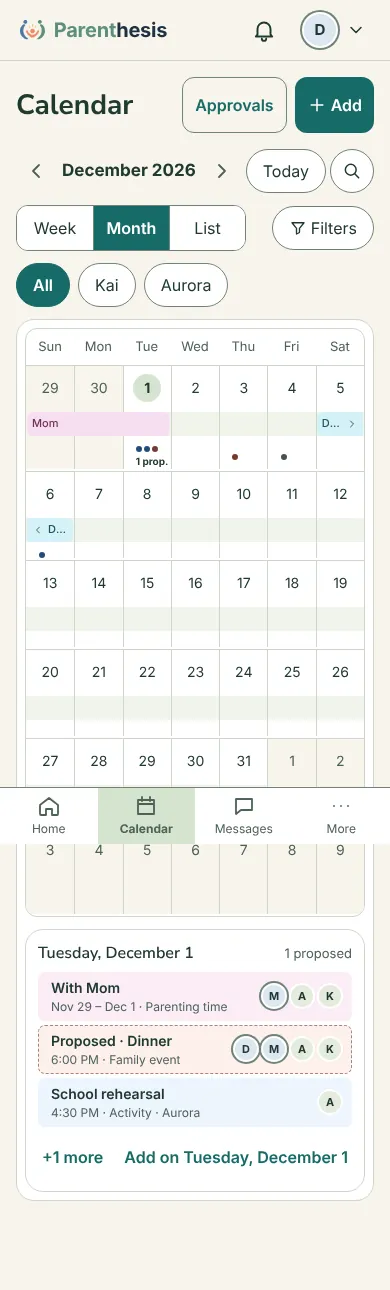 Parenthesis
D
Calendar
Approvals
+ Add
December 2026
Today
Week
Month
List
Filters
All
Kai
Aurora
Sun Mon Tue Wed Thu Fri Sat
29 30 1 2 3 4 5
Mom
D...
1 prop.
6 7 8 9 10 11 12
D...
13 14 15 16 17 18 19
20 21 22 23 24 25 26
27 28 29 30 31 1 2
Home
Calendar
Messages
More
3 4 5 6 7 8 9
Tuesday, December 1
1 proposed
With Mom
Nov 29 – Dec 1 · Parenting time
M A K
Proposed · Dinner
6:00 PM · Family event
D M A K
School rehearsal
4:30 PM · Activity · Aurora
A
+1 more
Add on Tuesday, December 1